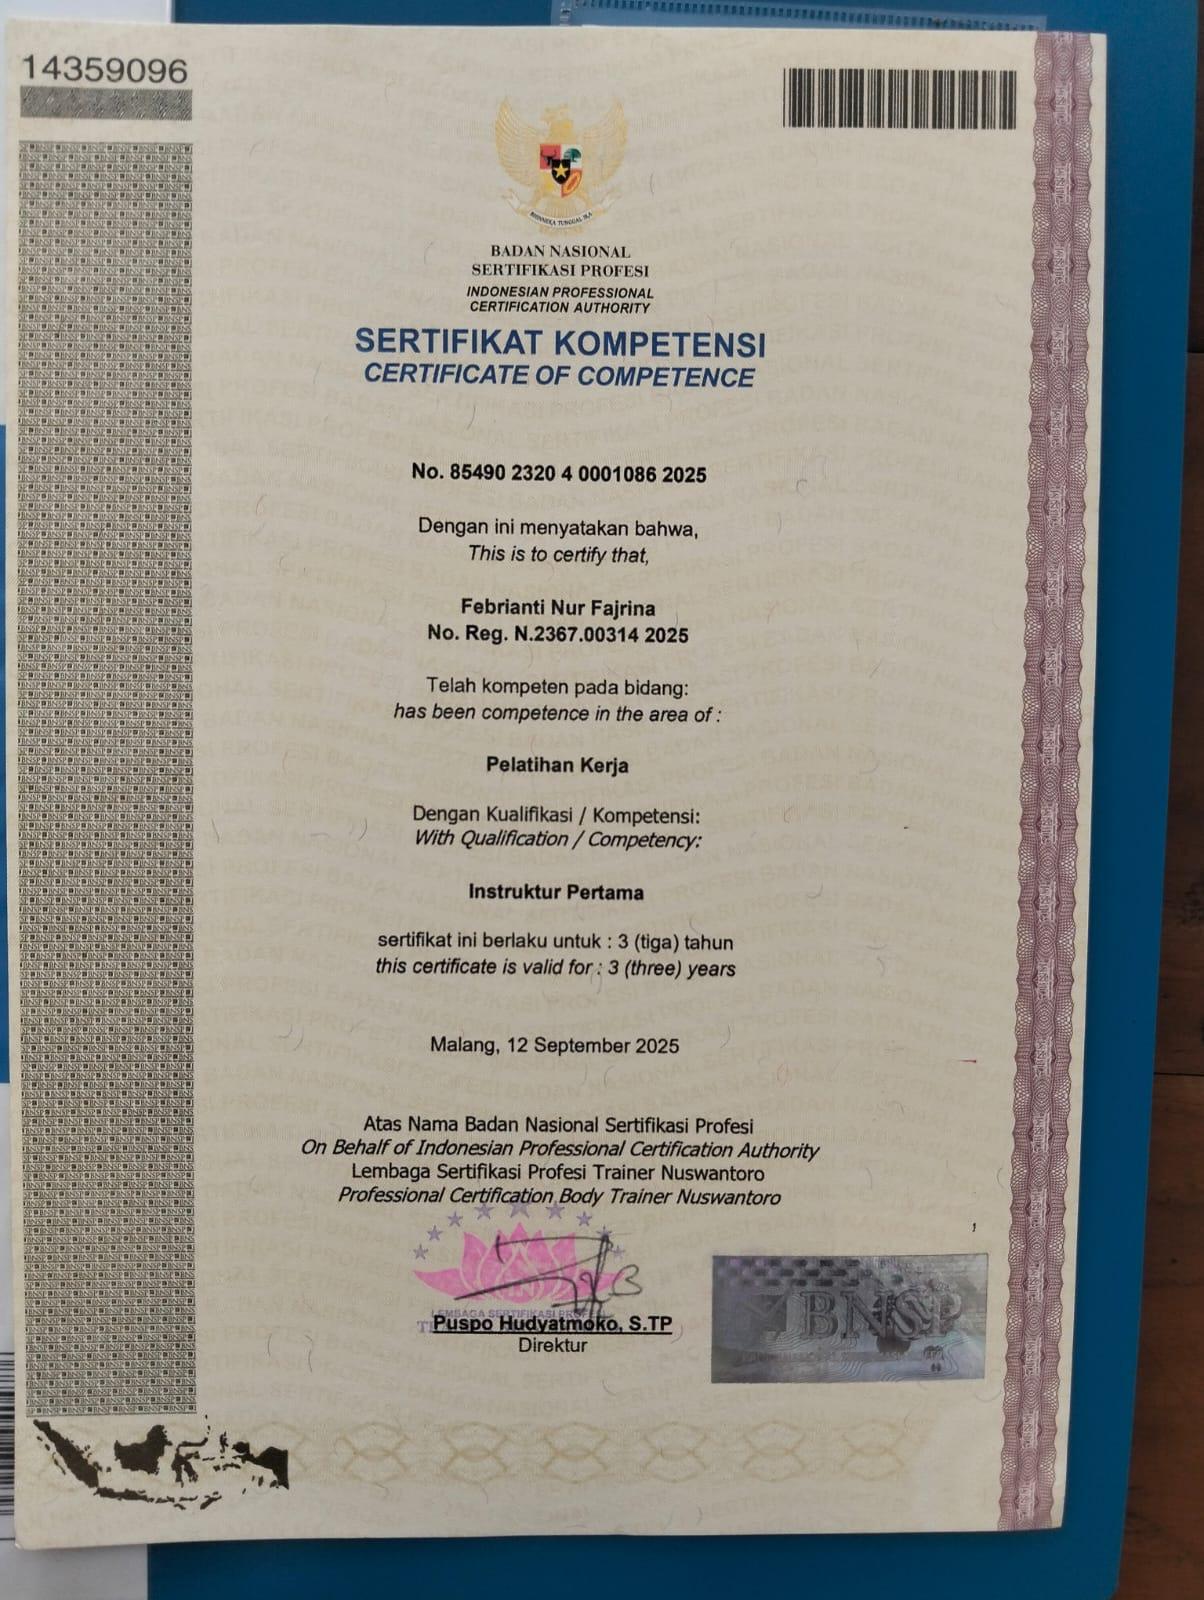 14359096
BHINNEKA TUNGGAL IKA
BADAN NASIONAL
SERTIFIKASI PROFESI
INDONESIAN PROFESSIONAL
CERTIFICATION AUTHORITY
SERTIFIKAT KOMPETENSI
CERTIFICATE OF COMPETENCE
No. 85490 2320 4 0001086 2025
Dengan ini menyatakan bahwa,
This is to certify that,
Febrianti Nur Fajrina
No. Reg. N.2367.00314 2025
Telah kompeten pada bidang:
has been competence in the area of :
Pelatihan Kerja
Dengan Kualifikasi / Kompetensi:
With Qualification / Competency:
Instruktur Pertama
sertifikat ini berlaku untuk : 3 (tiga) tahun
this certificate is valid for : 3 (three) years
Malang, 12 September 2025
Atas Nama Badan Nasional Sertifikasi Profesi
On Behalf of Indonesian Professional Certification Authority
Lembaga Sertifikasi Profesi Trainer Nuswantoro
Professional Certification Body Trainer Nuswantoro
LEMBAGA SERTIFIKASI PROFESI
Puspo Hudyatmoko, S.TP
Direktur
BNSP